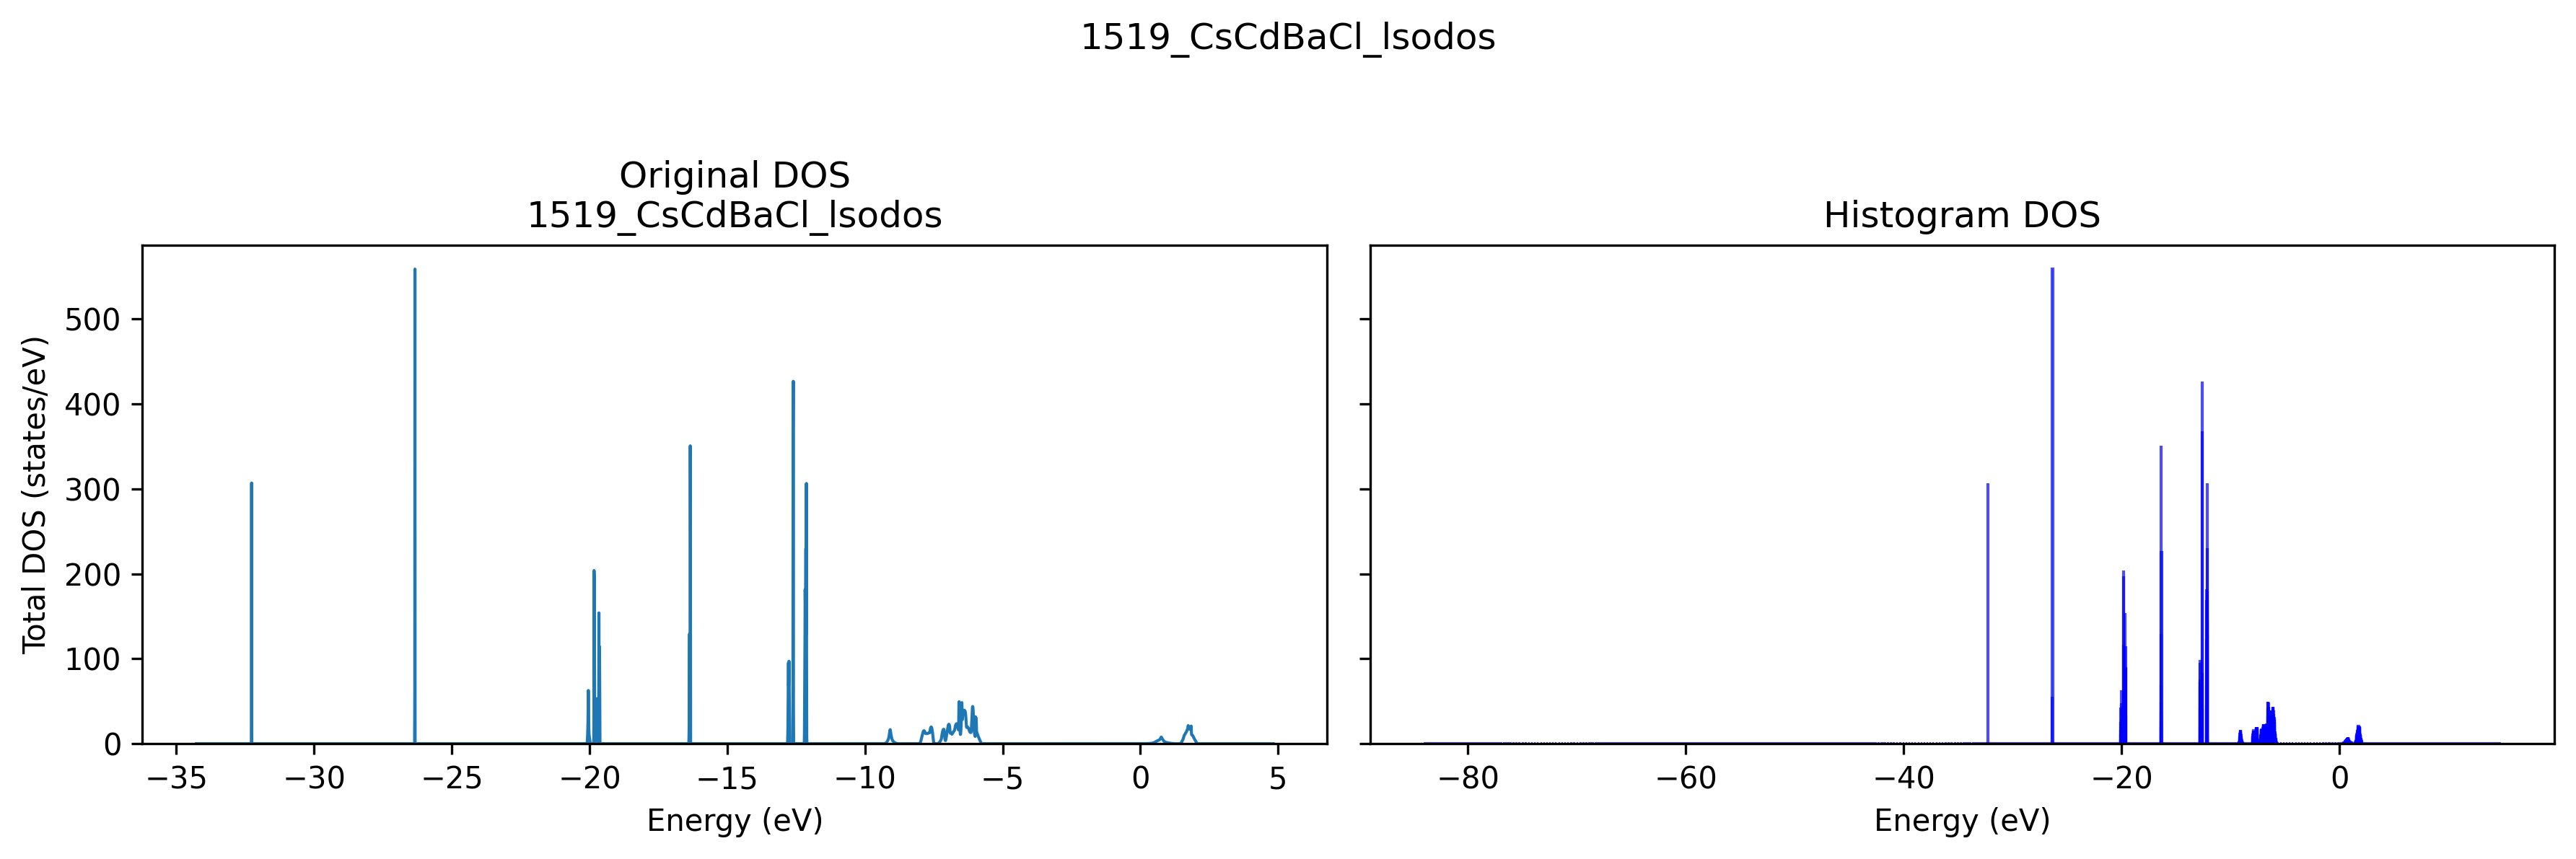 1519_CsCdBaCl_lsodos
Original DOS
1519_CsCdBaCl_lsodos
Total DOS (states/eV)
500
400
300
200
100
0
−35 −30 −25 −20 −15 −10 −5 0 5
Energy (eV)
Histogram DOS
−80 −60 −40 −20 0
Energy (eV)